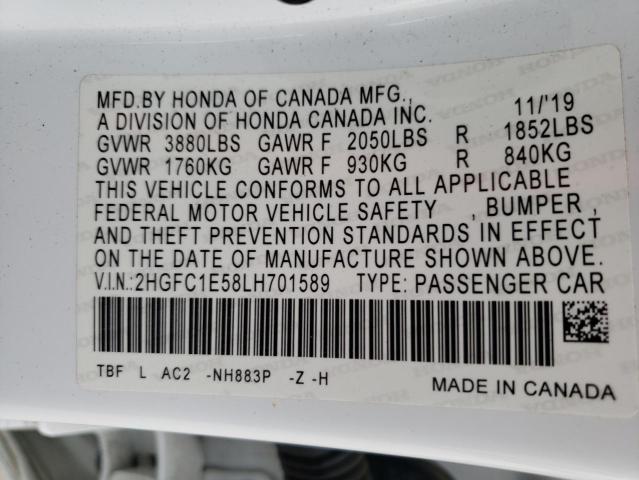 MFD.BY HONDA OF CANADA MFG., 11/'19
A DIVISION OF HONDA CANADA INC.
GVWR 3880LBS GAWR F 2050LBS R 1852LBS
GVWR 1760KG GAWR F 930KG R 840KG
THIS VEHICLE CONFORMS TO ALL APPLICABLE
FEDERAL MOTOR VEHICLE SAFETY , BUMPER ,
AND THEFT PREVENTION STANDARDS IN EFFECT
ON THE DATE OF MANUFACTURE SHOWN ABOVE.
V.I.N.:2HGFC1E58LH701589 TYPE: PASSENGER CAR
TBF L AC2 -NH883P -Z -H
MADE IN CANADA